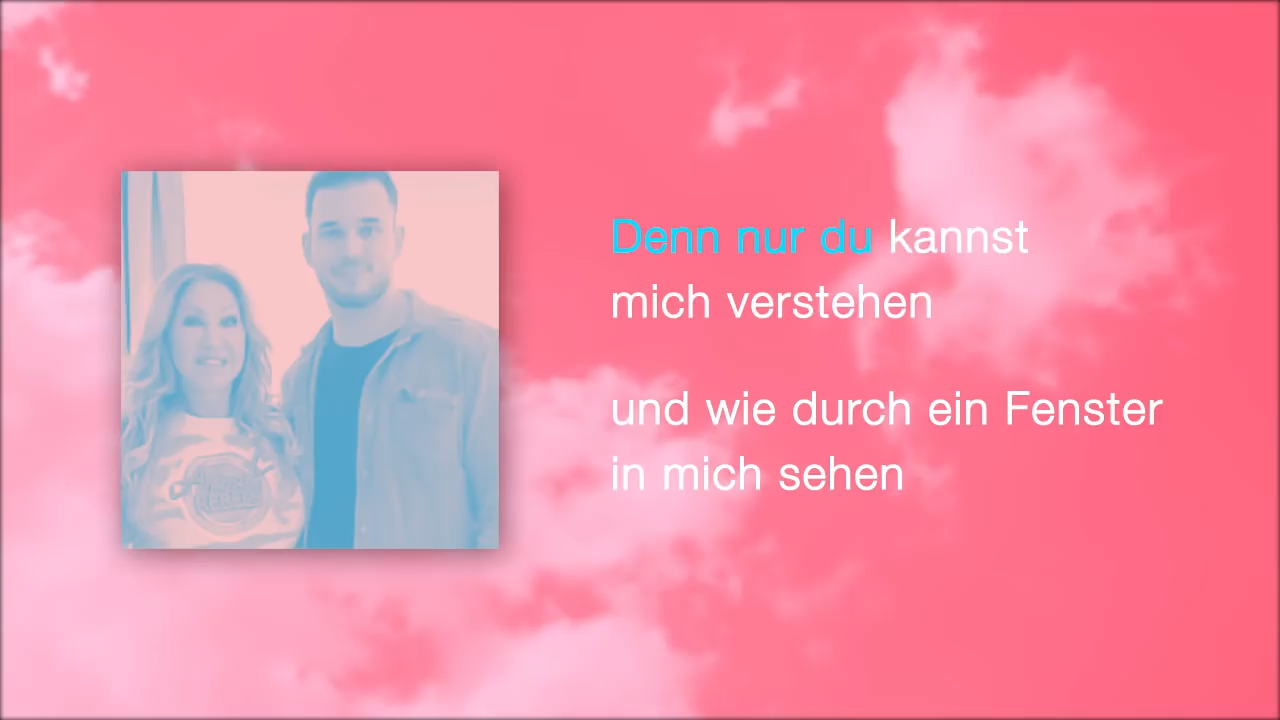 Denn nur du kannst
mich verstehen
und wie durch ein Fenster
in mich sehen